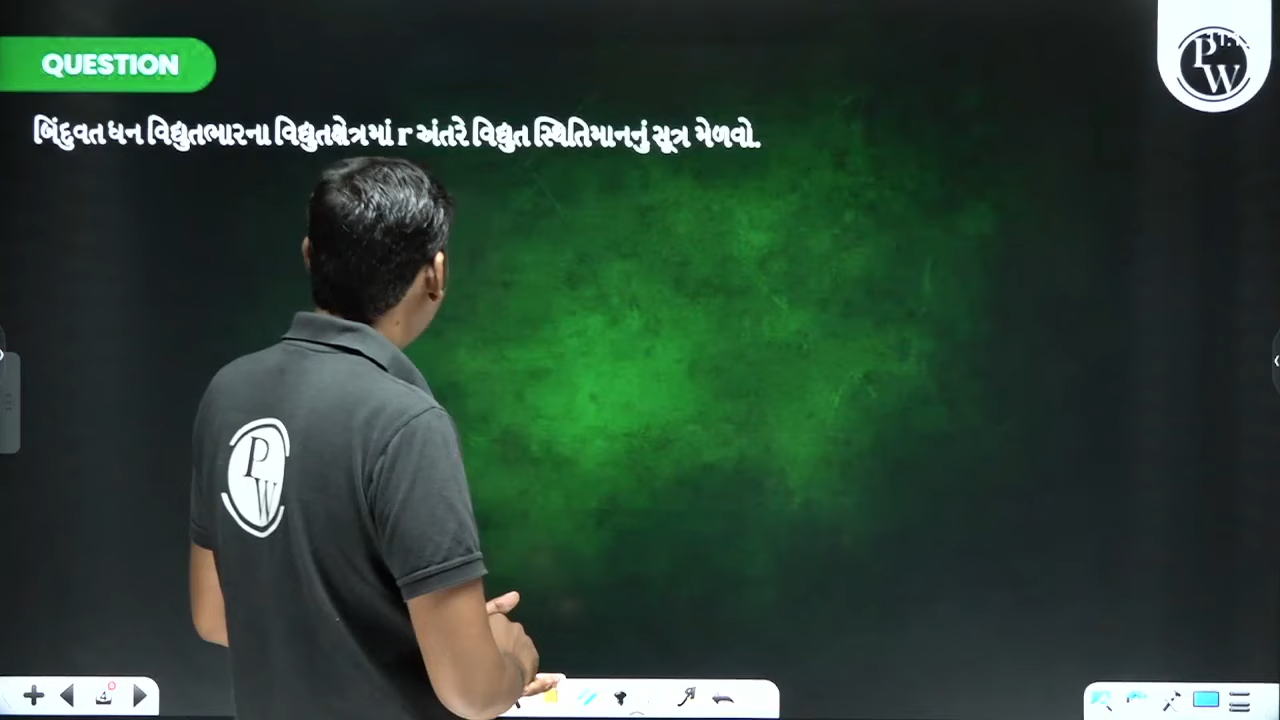 QUESTION
બિંદુવત ધન વિદ્યુતભારના વિદ્યુતક્ષેત્રમાં r અંતરે વિદ્યુત સ્થિતિમાનનું સૂત્ર મેળવો.
PW
PW